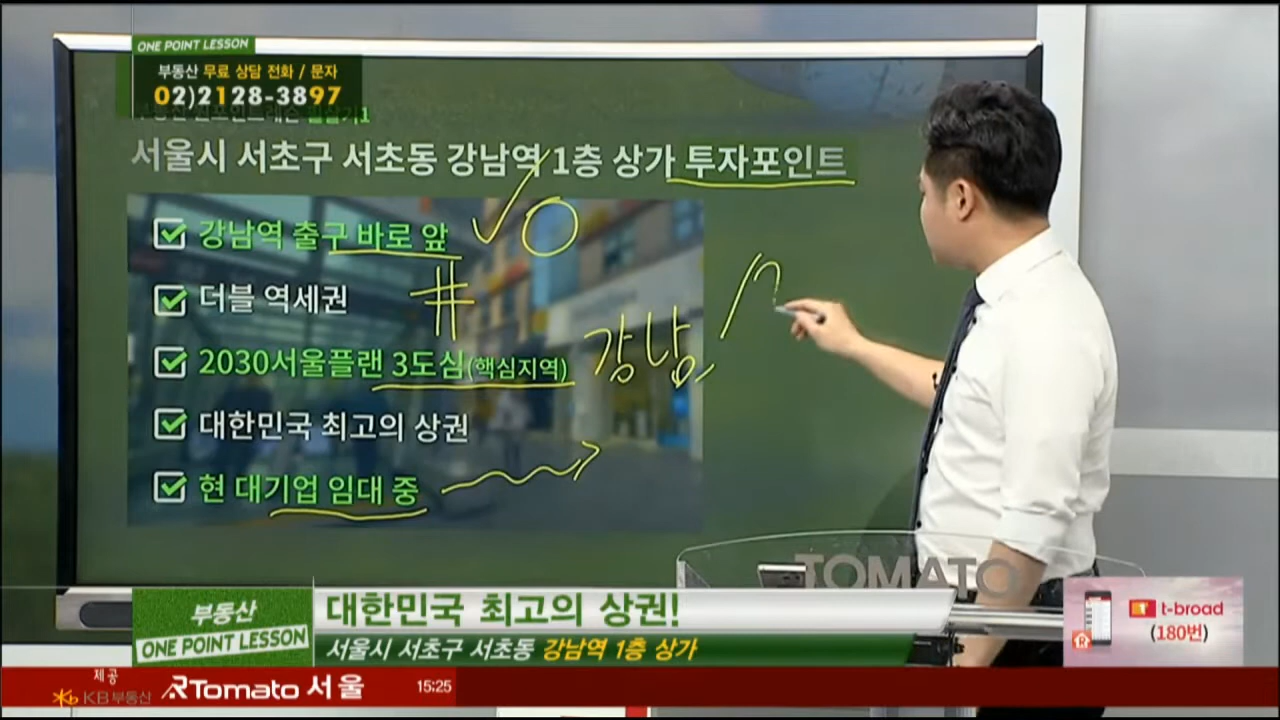 ONE POINT LESSON
부동산 무료 상담 전화 / 문자
02)2128-3897
서울시 서초구 서초동 강남역 1층 상가 투자포인트
강남역 출구 바로 앞
더블 역세권
2030서울플랜 3도심(핵심지역)
강남,
대한민국 최고의 상권
현 대기업 임대 중
TOMATO
부동산
ONE POINT LESSON
대한민국 최고의 상권!
서울시 서초구 서초동 강남역 1층 상가
t-broad
(180번)
제공
KB부동산
RTomato 서울
15:25